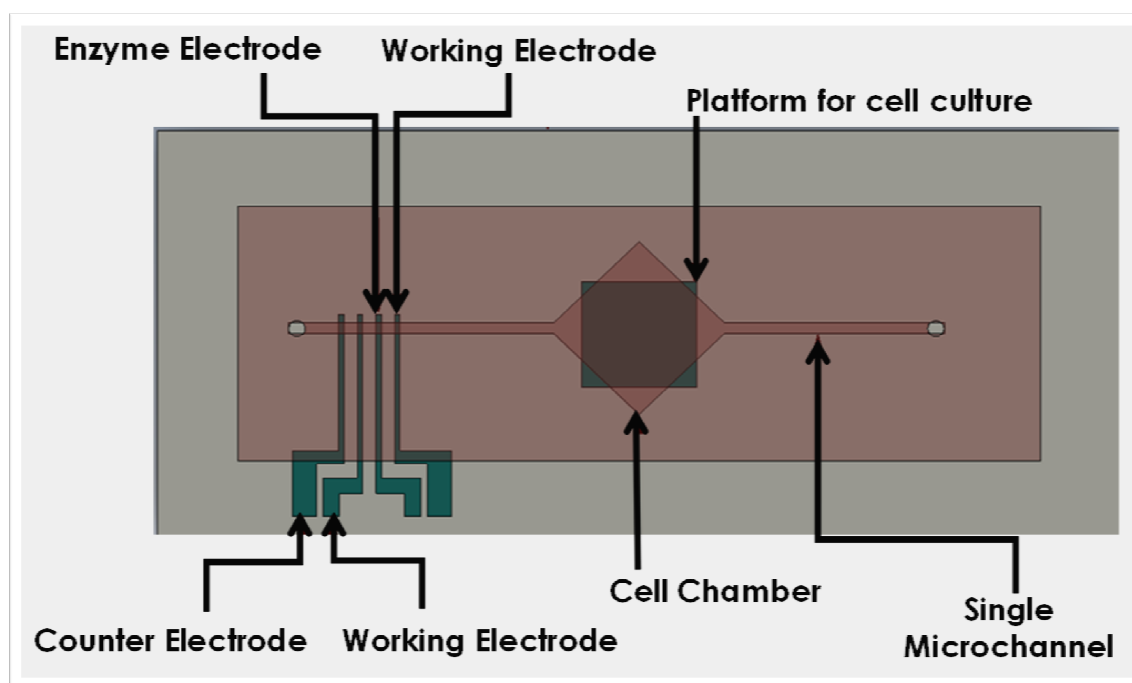 Enzyme Electrode
Working Electrode
Platform for cell culture
Cell Chamber
Single
Microchannel
Counter Electrode
Working Electrode